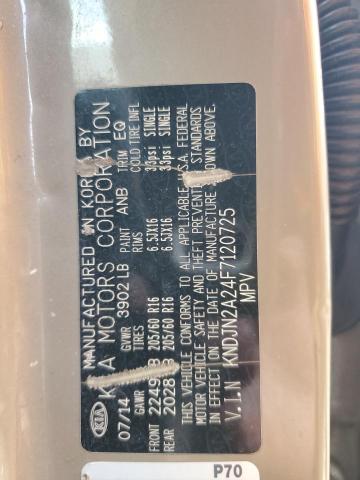 MANUFACTURED IN KOREA BY
KIA MOTORS CORPORATION
KIA
07/14 GVWR 3902 LB PAINT ANB TRIM EQ
GAWR TIRES RIMS COLD TIRE INFL
FRONT 2249 LB 205/60 R16 6.5JX16 33psi SINGLE
REAR 2028 LB 205/60 R16 6.5JX16 33psi SINGLE
THIS VEHICLE CONFORMS TO ALL APPLICABLE U.S.A. FEDERAL
MOTOR VEHICLE SAFETY AND THEFT PREVENTION STANDARDS
IN EFFECT ON THE DATE OF MANUFACTURE SHOWN ABOVE.
V.I.N KNDJN2A24F7120725
MPV
P70